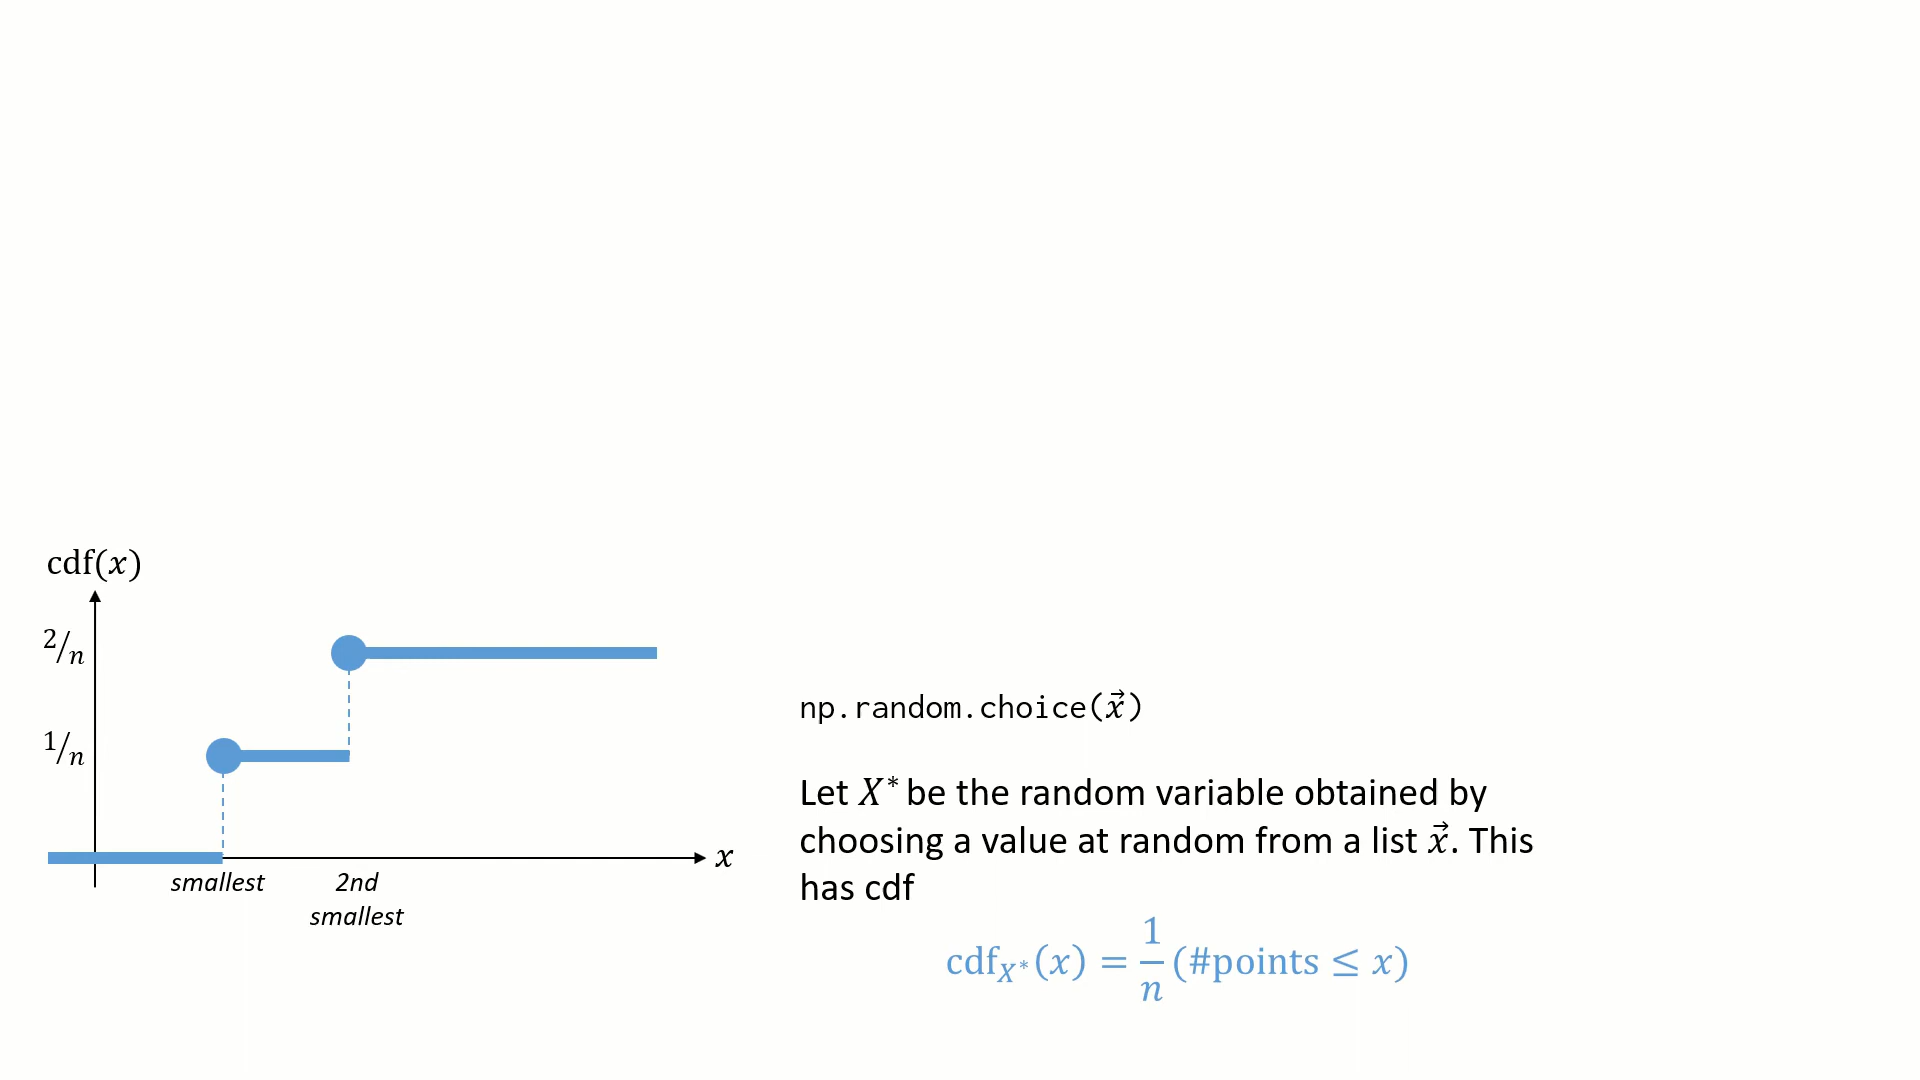 cdf(x)
2/n
1/n
x
smallest
2nd
smallest
np.random.choice(x⃗)
Let X* be the random variable obtained by
choosing a value at random from a list x⃗. This
has cdf
cdf_X*(x) = 1/n (#points ≤ x)